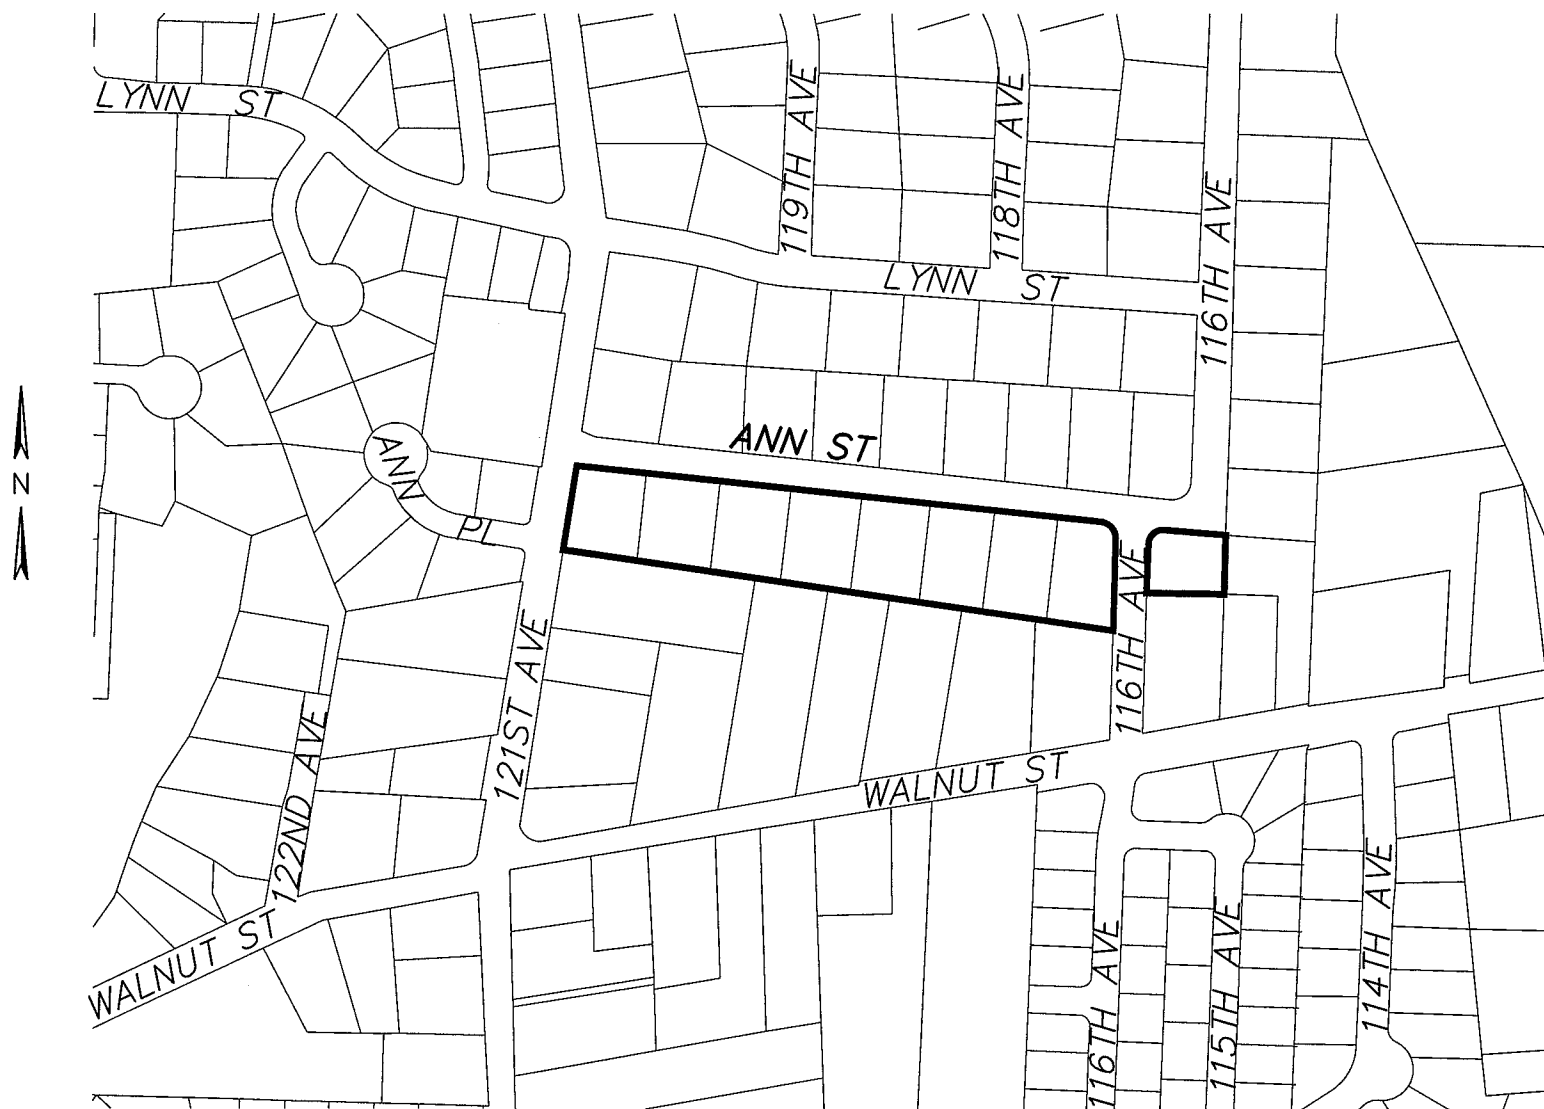 LYNN ST
119TH AVE
118TH AVE
116TH AVE
LYNN ST
ANN ST
N
ANN PL
116TH AVE
121ST AVE
122ND AVE
WALNUT ST
WALNUT ST
116TH AVE
115TH AVE
114TH AVE